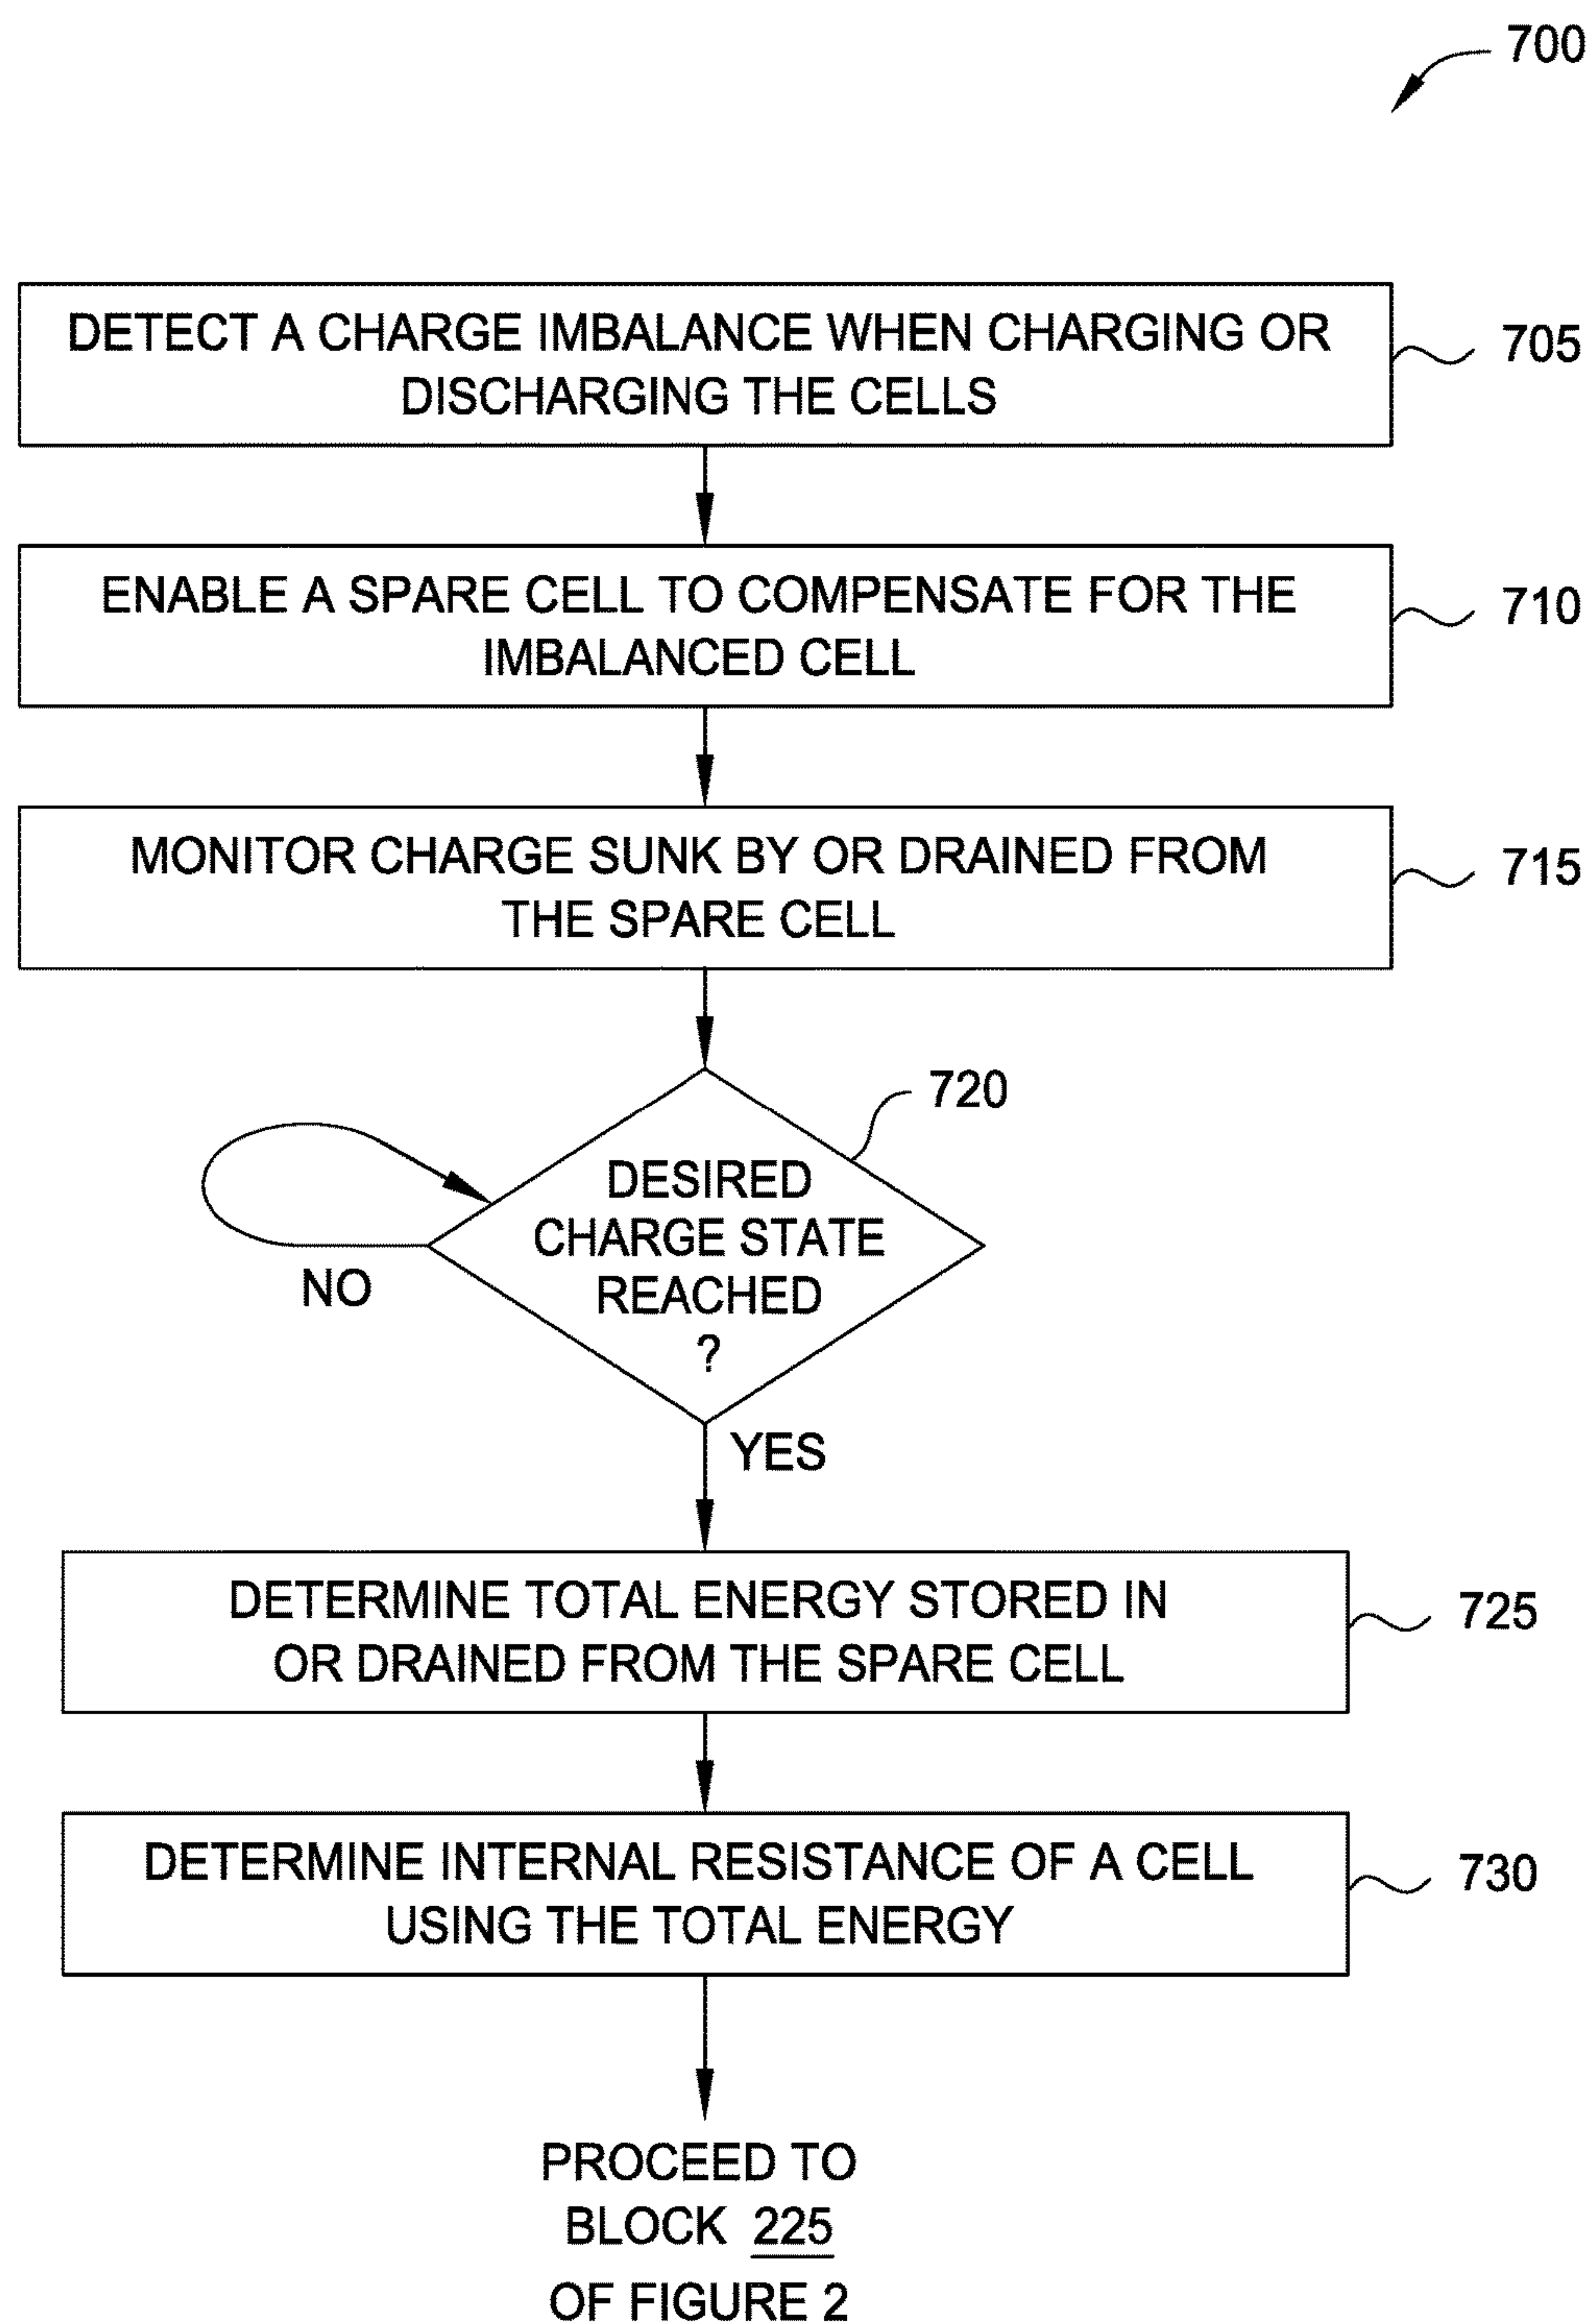 700
DETECT A CHARGE IMBALANCE WHEN CHARGING OR
DISCHARGING THE CELLS
705
ENABLE A SPARE CELL TO COMPENSATE FOR THE
IMBALANCED CELL
710
MONITOR CHARGE SUNK BY OR DRAINED FROM
THE SPARE CELL
715
720
DESIRED
CHARGE STATE
REACHED
?
NO
YES
DETERMINE TOTAL ENERGY STORED IN
OR DRAINED FROM THE SPARE CELL
725
DETERMINE INTERNAL RESISTANCE OF A CELL
USING THE TOTAL ENERGY
730
PROCEED TO
BLOCK 225
OF FIGURE 2